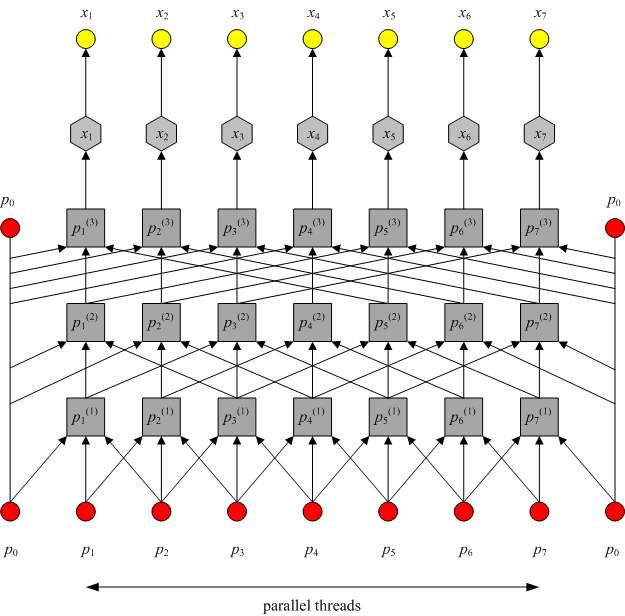 x₁ x₂ x₃ x₄ x₅ x₆ x₇
x₁ x₂ x₃ x₄ x₅ x₆ x₇
p₀ p₀
p₁⁽³⁾ p₂⁽³⁾ p₃⁽³⁾ p₄⁽³⁾ p₅⁽³⁾ p₆⁽³⁾ p₇⁽³⁾
p₁⁽²⁾ p₂⁽²⁾ p₃⁽²⁾ p₄⁽²⁾ p₅⁽²⁾ p₆⁽²⁾ p₇⁽²⁾
p₁⁽¹⁾ p₂⁽¹⁾ p₃⁽¹⁾ p₄⁽¹⁾ p₅⁽¹⁾ p₆⁽¹⁾ p₇⁽¹⁾
p₀ p₁ p₂ p₃ p₄ p₅ p₆ p₇ p₀
parallel threads